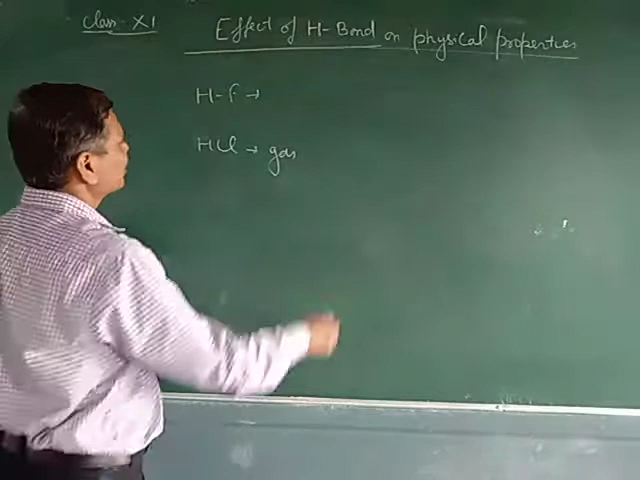 Class - XI
Effect of H-Bond on physical properties
H-F →
HCl → gas